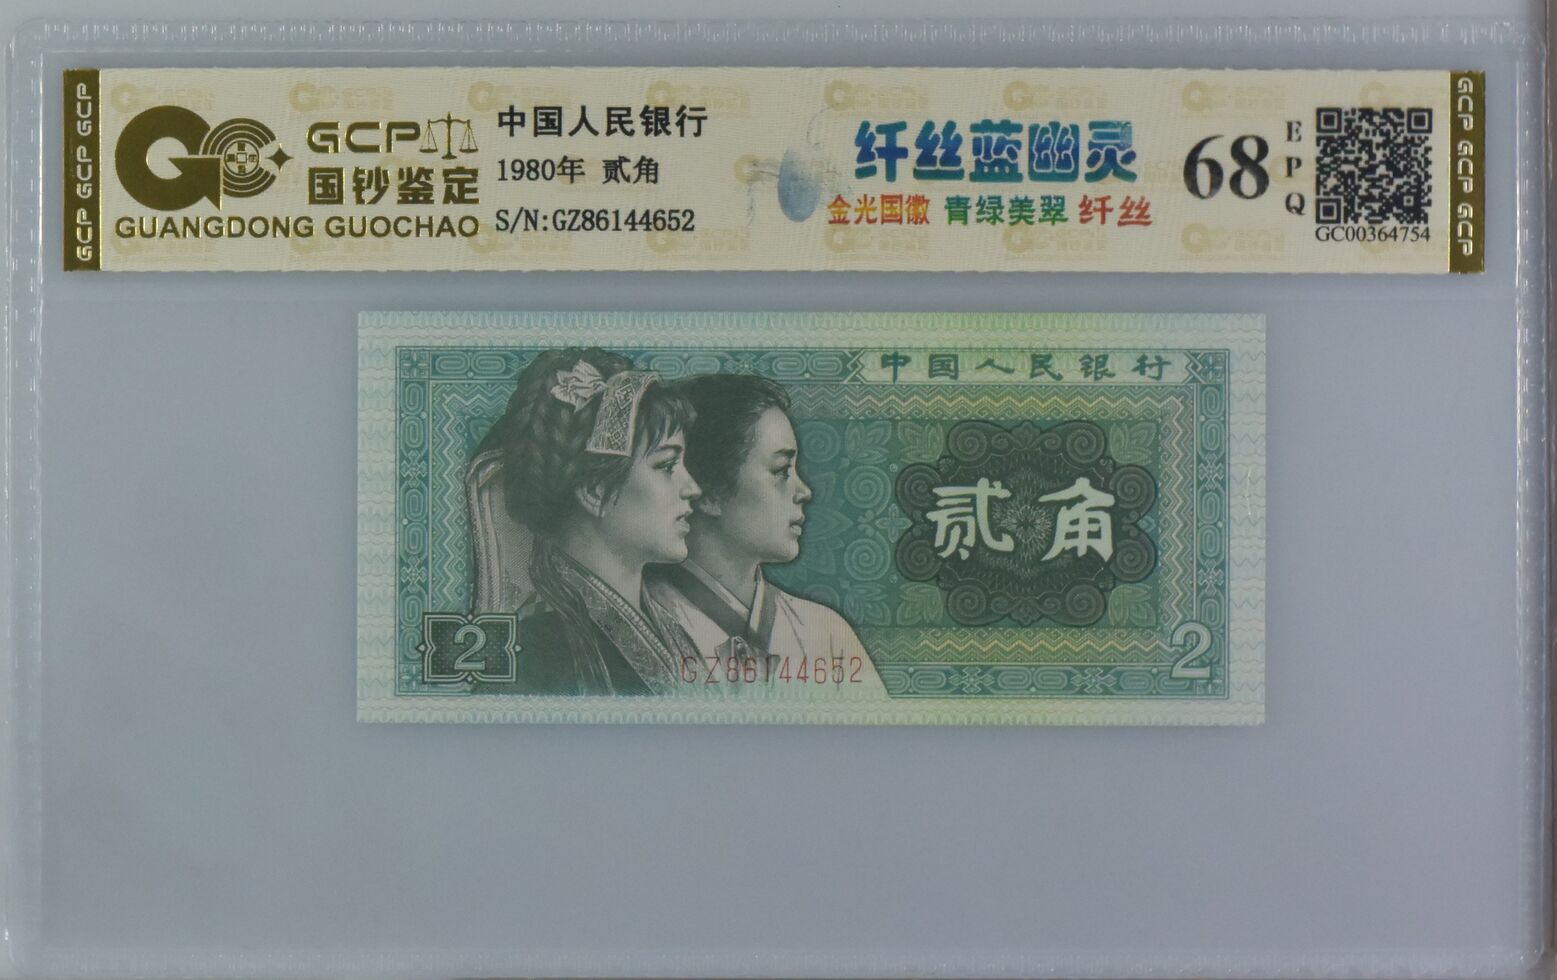 GCP GCP GCP
GCP
国钞鉴定
GUANGDONG GUOCHAO
中国人民银行
1980年 贰角
S/N:GZ86144652
纤丝蓝幽灵
金光国徽 青绿美翠 纤丝
68
EPQ
GC00364754
GCP GCP GCP
中国人民银行
贰角
2
GZ86144652
2